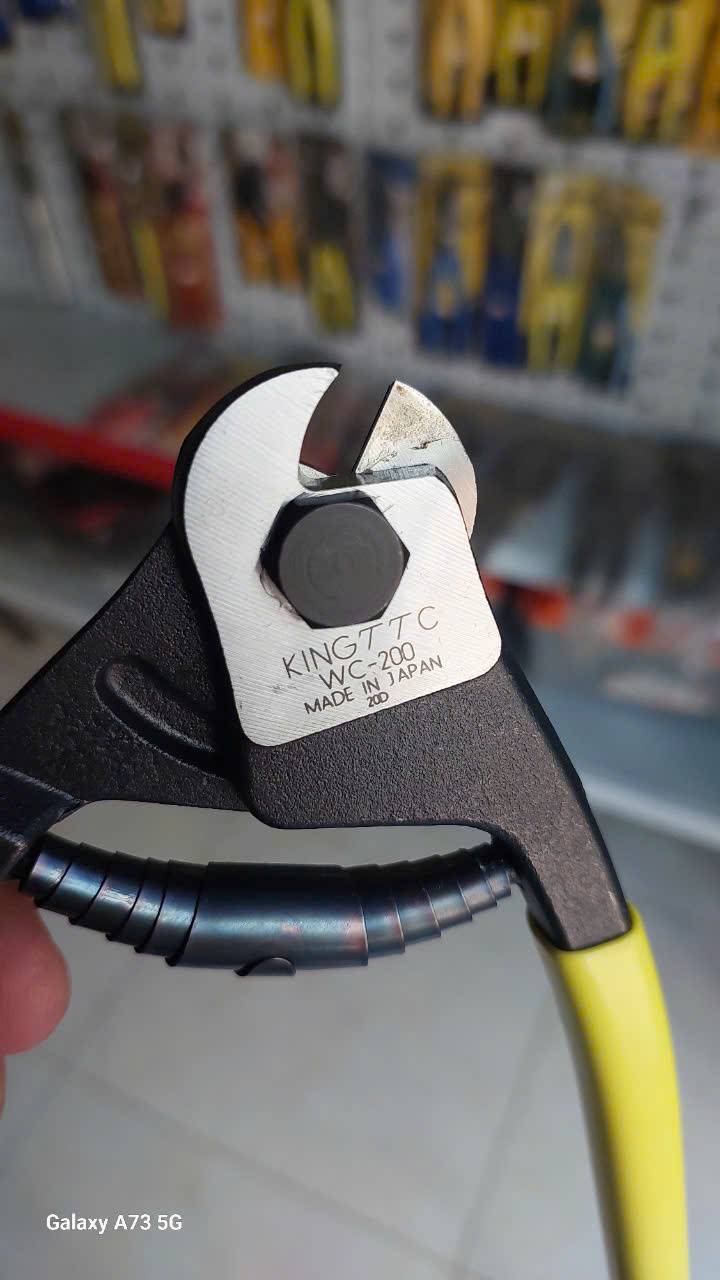 KINGTTC
WC-200
MADE IN JAPAN
20D
Galaxy A73 5G